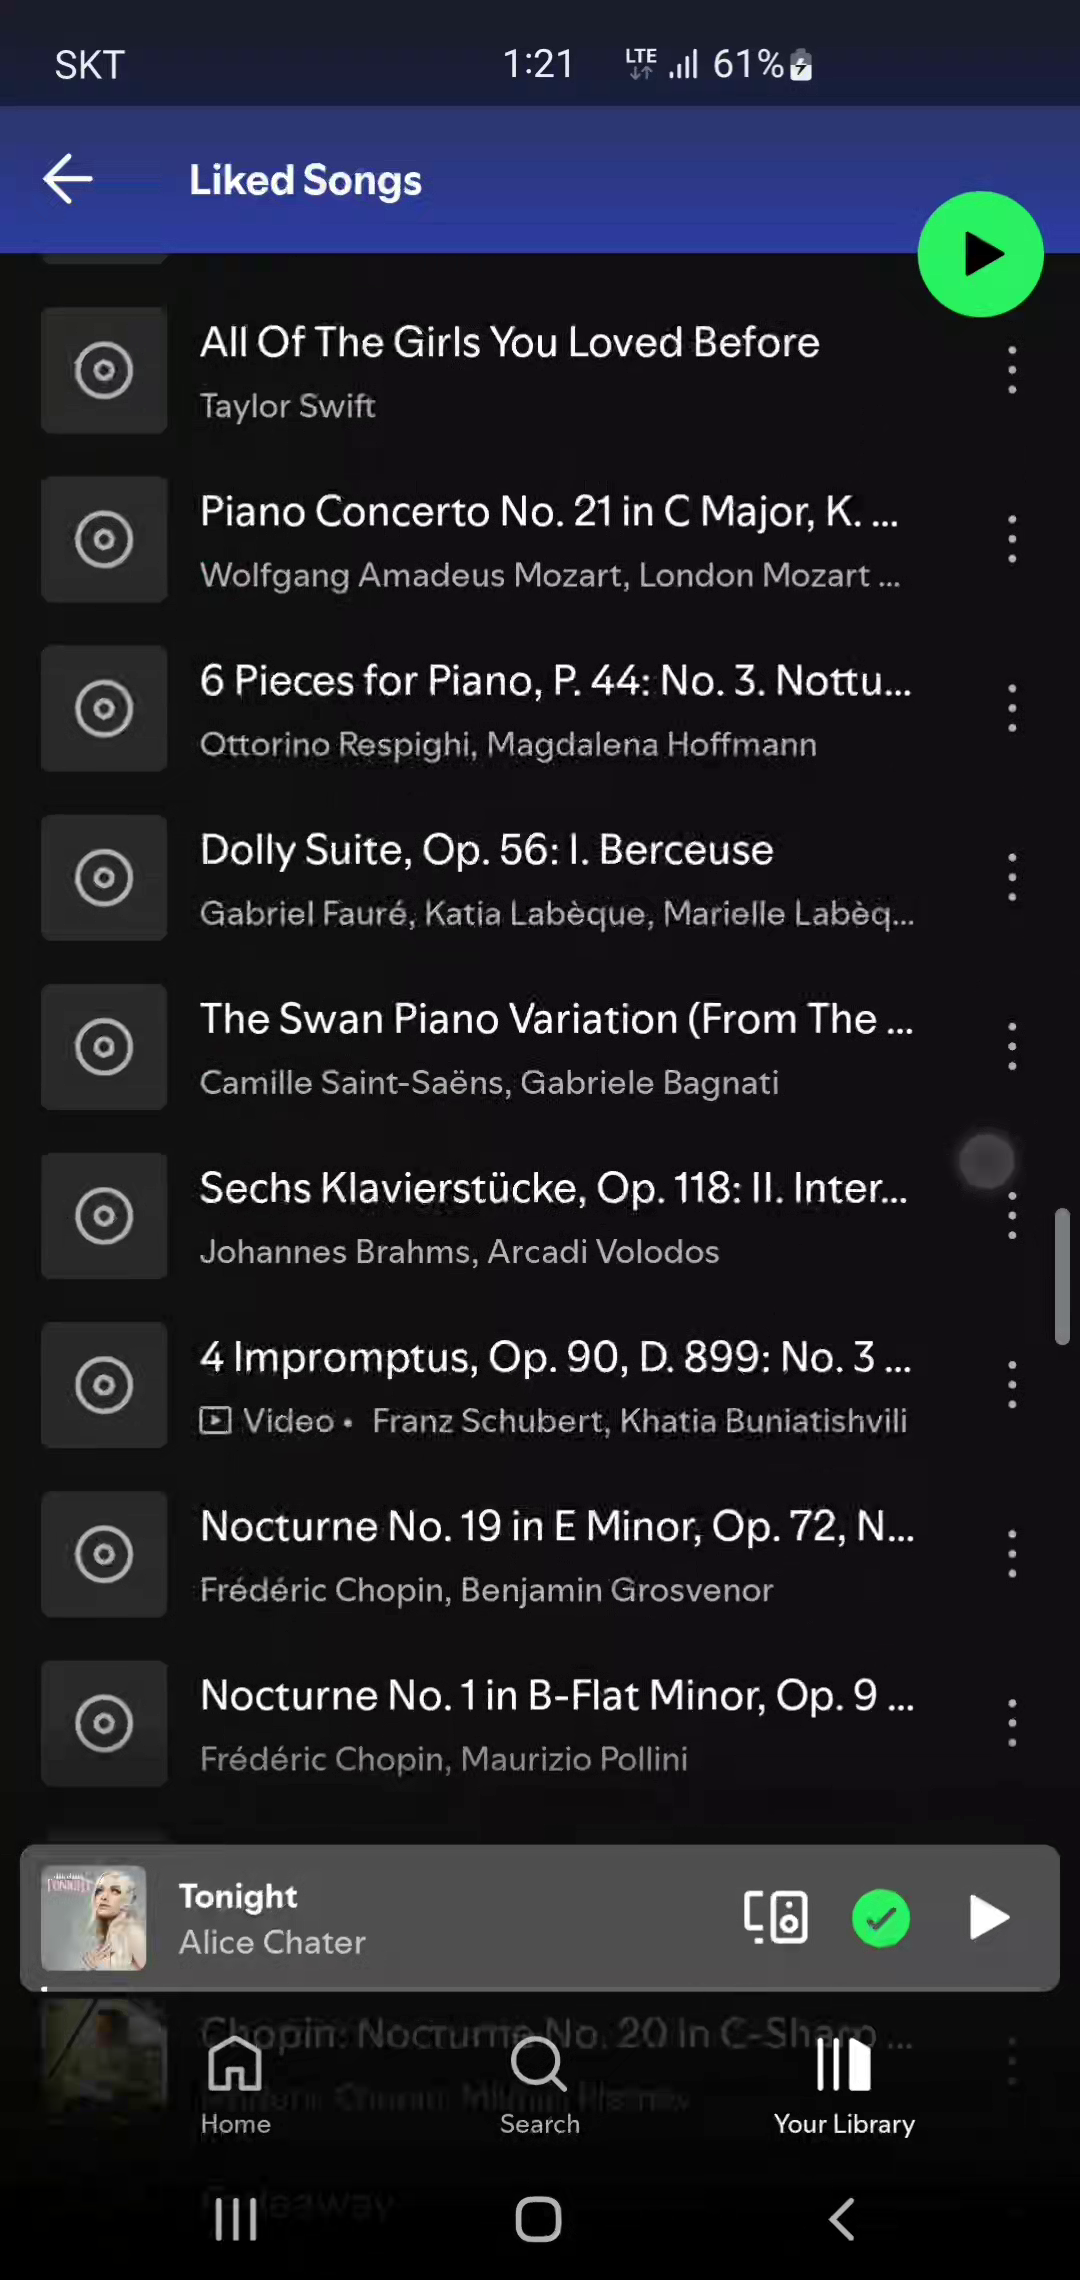 SKT 1:21 LTE 61%
Liked Songs
All Of The Girls You Loved Before
Taylor Swift
Piano Concerto No. 21 in C Major, K. ...
Wolfgang Amadeus Mozart, London Mozart ...
6 Pieces for Piano, P. 44: No. 3. Nottu...
Ottorino Respighi, Magdalena Hoffmann
Dolly Suite, Op. 56: I. Berceuse
Gabriel Fauré, Katia Labèque, Marielle Labèq...
The Swan Piano Variation (From The ...
Camille Saint-Saëns, Gabriele Bagnati
Sechs Klavierstücke, Op. 118: II. Inter...
Johannes Brahms, Arcadi Volodos
4 Impromptus, Op. 90, D. 899: No. 3 ...
Video • Franz Schubert, Khatia Buniatishvili
Nocturne No. 19 in E Minor, Op. 72, N...
Frédéric Chopin, Benjamin Grosvenor
Nocturne No. 1 in B-Flat Minor, Op. 9 ...
Frédéric Chopin, Maurizio Pollini
TONIGHT
Tonight
Alice Chater
Chopin: Nocturne No. 20 in C-Sharp ...
Home Search Your Library